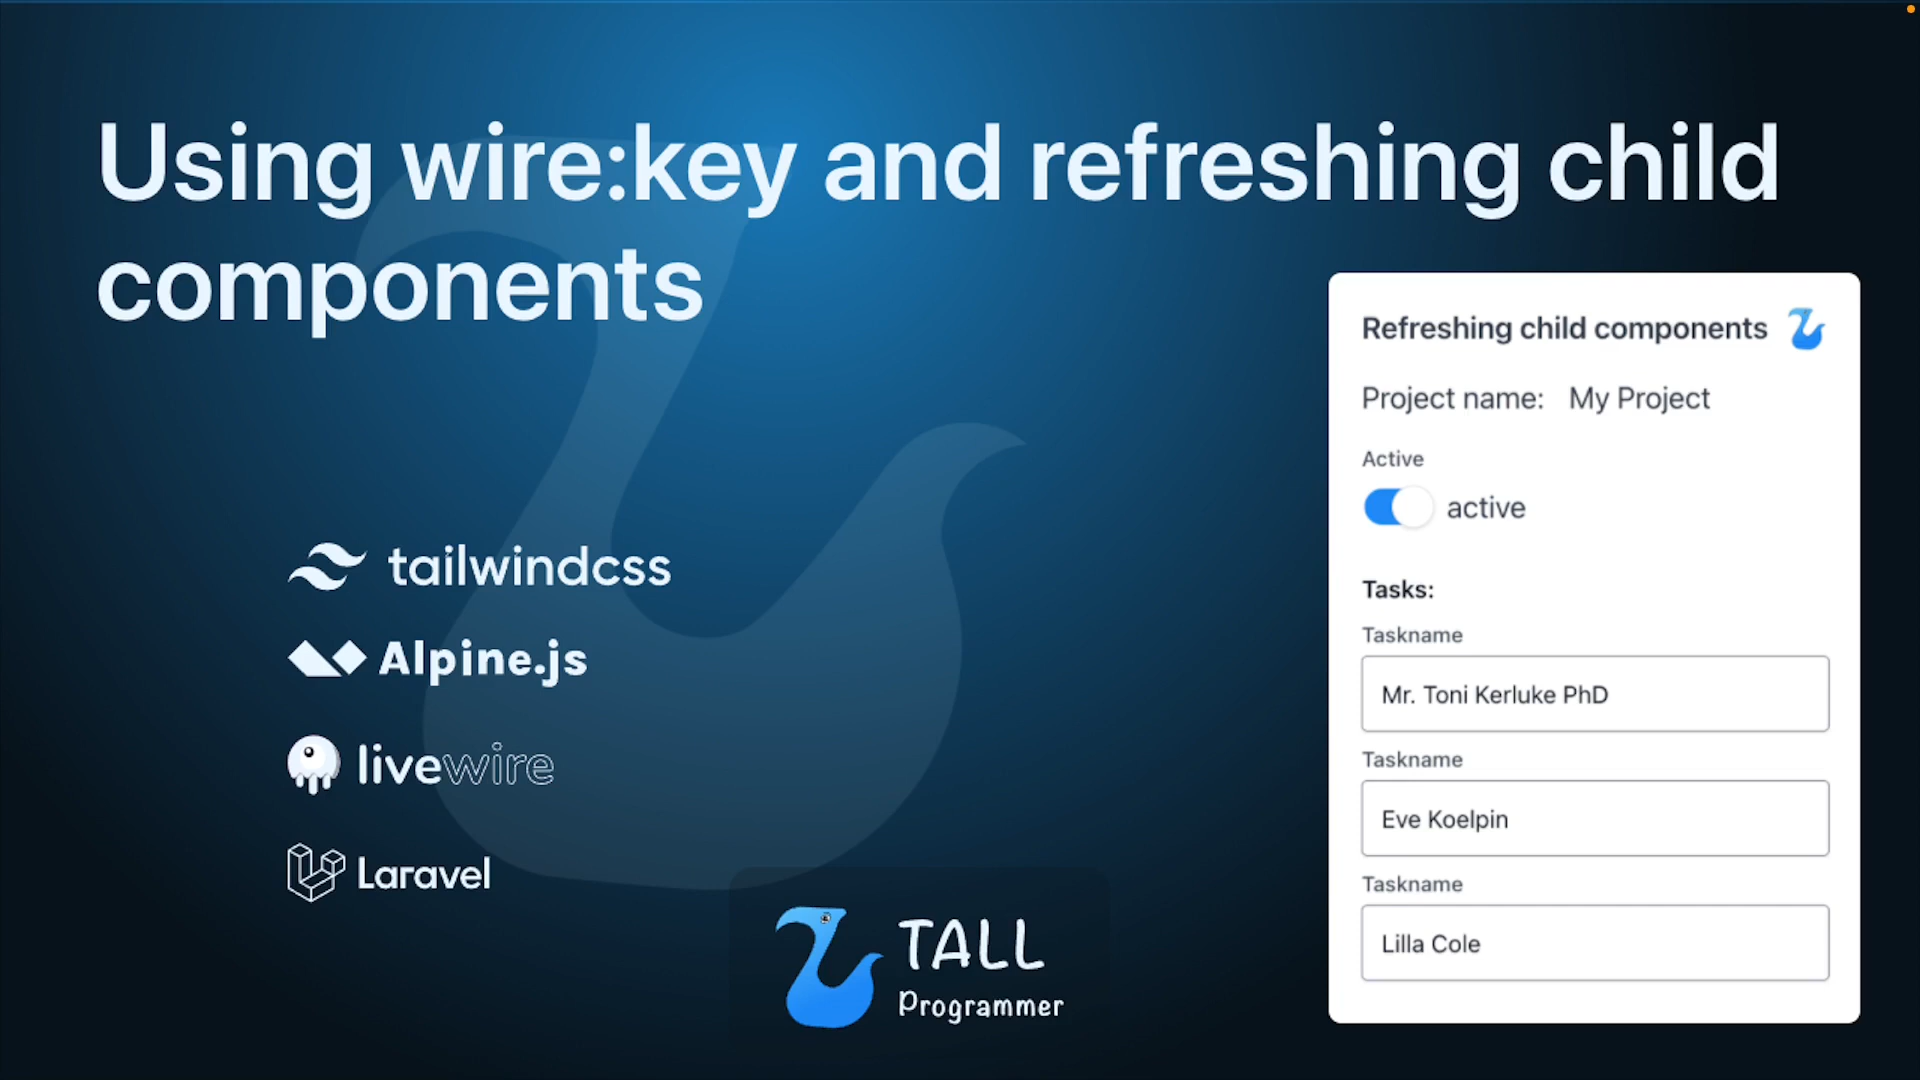 Using wire:key and refreshing child
components
tailwindcss
Alpine.js
livewire
Laravel
TALL
Programmer
Refreshing child components
Project name: My Project
Active
active
Tasks:
Taskname
Mr. Toni Kerluke PhD
Taskname
Eve Koelpin
Taskname
Lilla Cole